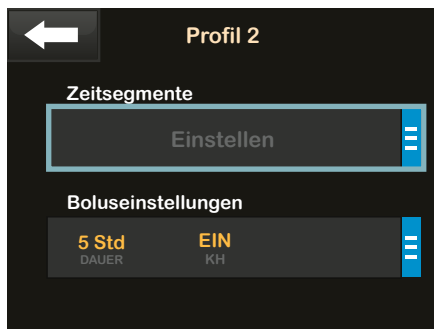 Profil 2
Zeitsegmente
Einstellen
Boluseinstellungen
5 Std EIN
DAUER KH